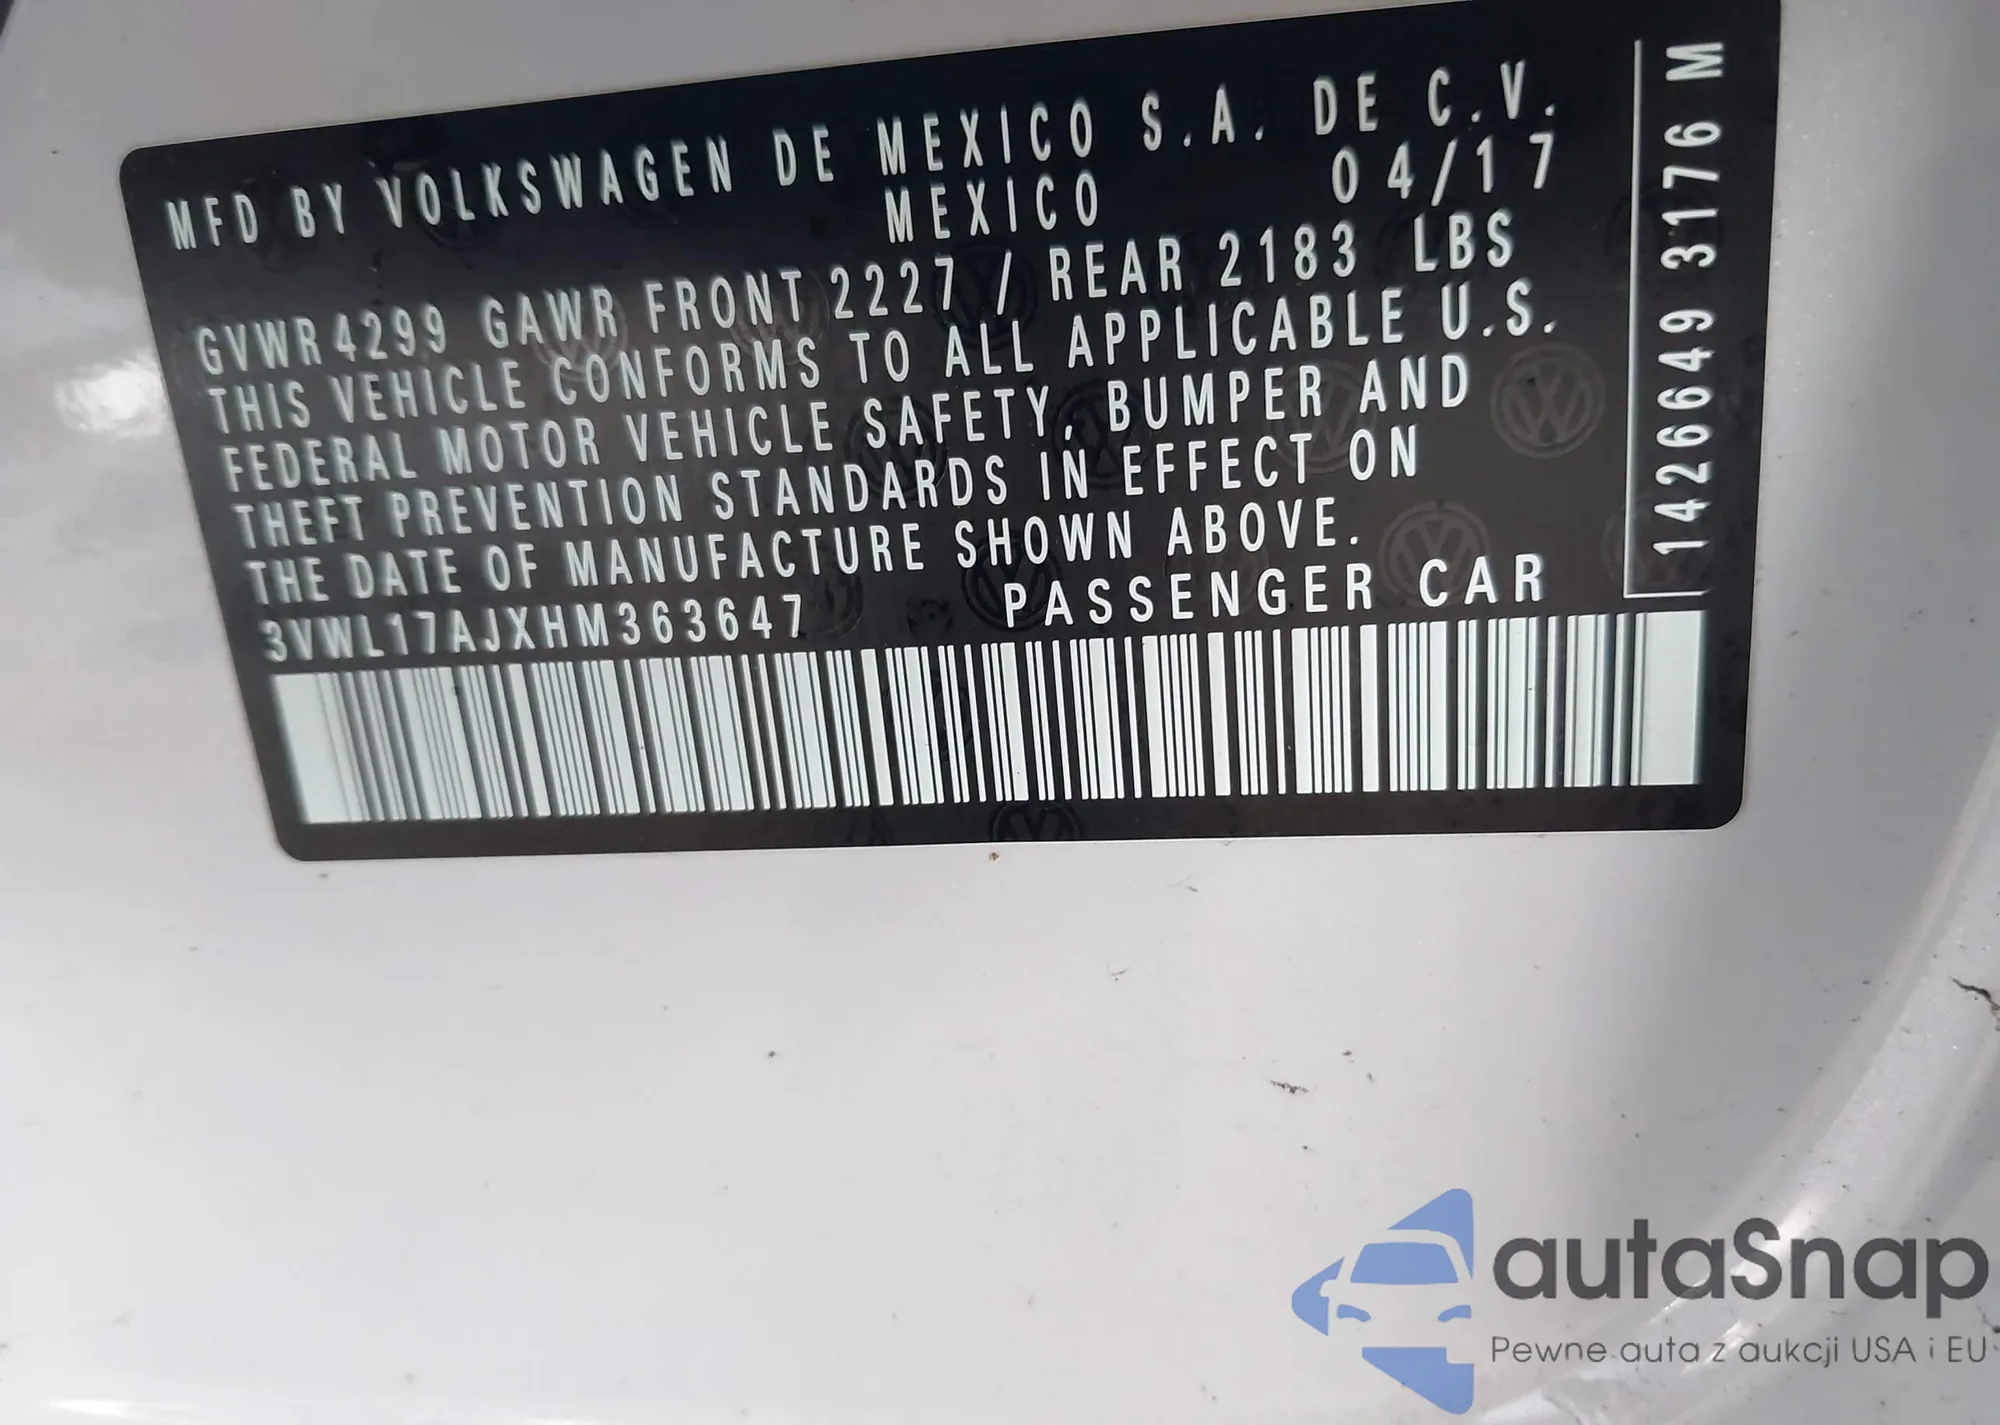 MFD BY VOLKSWAGEN DE MEXICO S.A. DE C.V.
MEXICO 04/17
GVWR 4299 GAWR FRONT 2227 / REAR 2183 LBS
THIS VEHICLE CONFORMS TO ALL APPLICABLE U.S.
FEDERAL MOTOR VEHICLE SAFETY, BUMPER AND
THEFT PREVENTION STANDARDS IN EFFECT ON
THE DATE OF MANUFACTURE SHOWN ABOVE.
3VWL17AJXHM363647 PASSENGER CAR
1426649 3176 M
autaSnap
Pewne auta z aukcji USA i EU